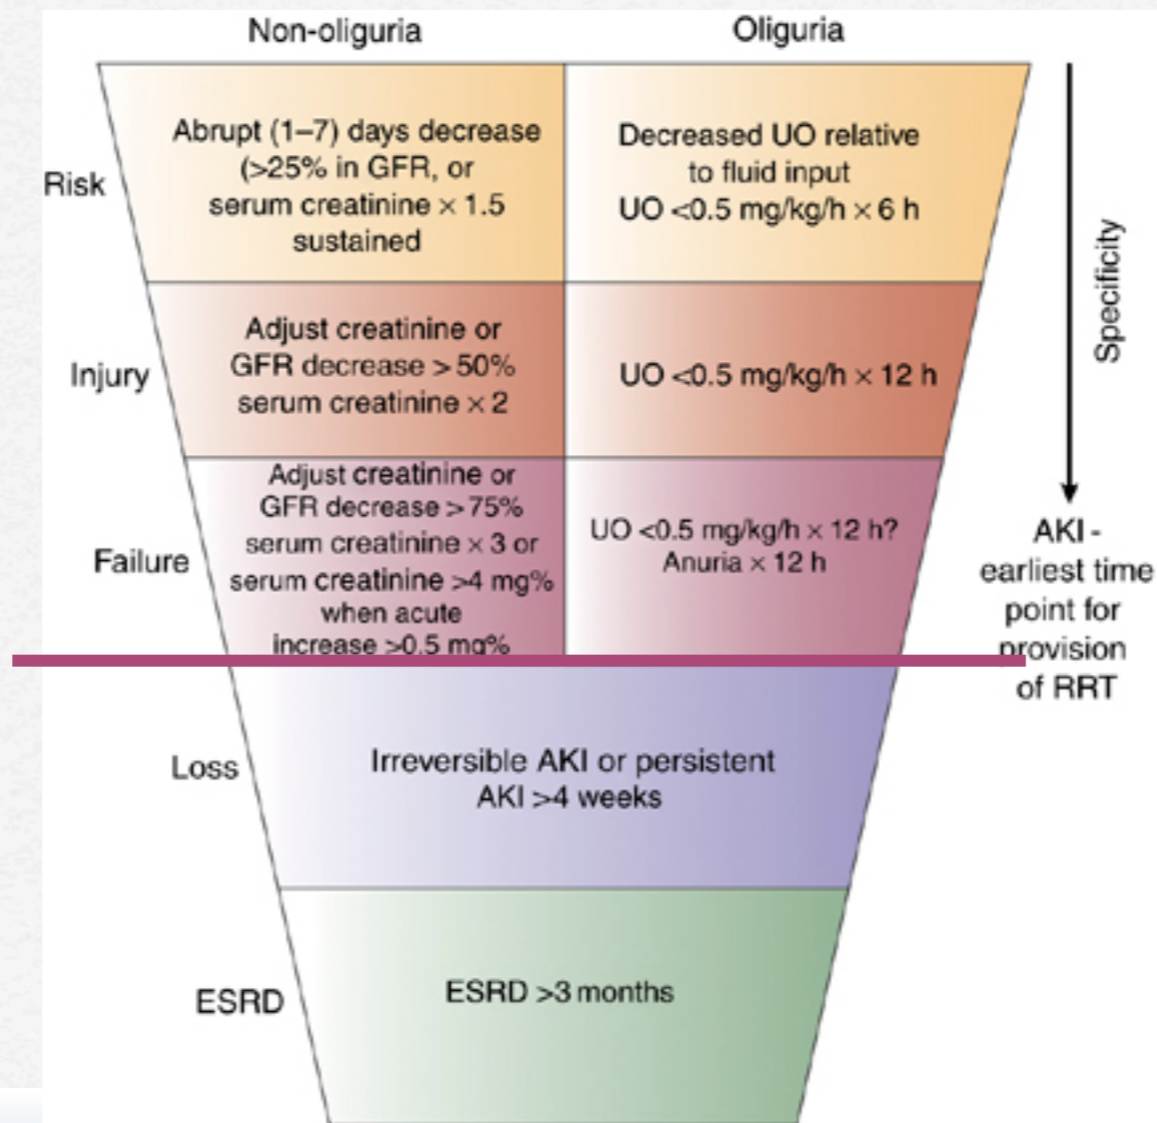 Non-oliguria
Oliguria
Risk
Abrupt (1–7) days decrease
(>25% in GFR, or
serum creatinine × 1.5
sustained
Decreased UO relative
to fluid input
UO <0.5 mg/kg/h × 6 h
Injury
Adjust creatinine or
GFR decrease > 50%
serum creatinine × 2
UO <0.5 mg/kg/h × 12 h
Failure
Adjust creatinine or
GFR decrease > 75%
serum creatinine × 3 or
serum creatinine >4 mg%
when acute
increase >0.5 mg%
UO <0.5 mg/kg/h × 12 h?
Anuria × 12 h
Specificity
AKI -
earliest time
point for
provision
of RRT
Loss
Irreversible AKI or persistent
AKI >4 weeks
ESRD
ESRD >3 months